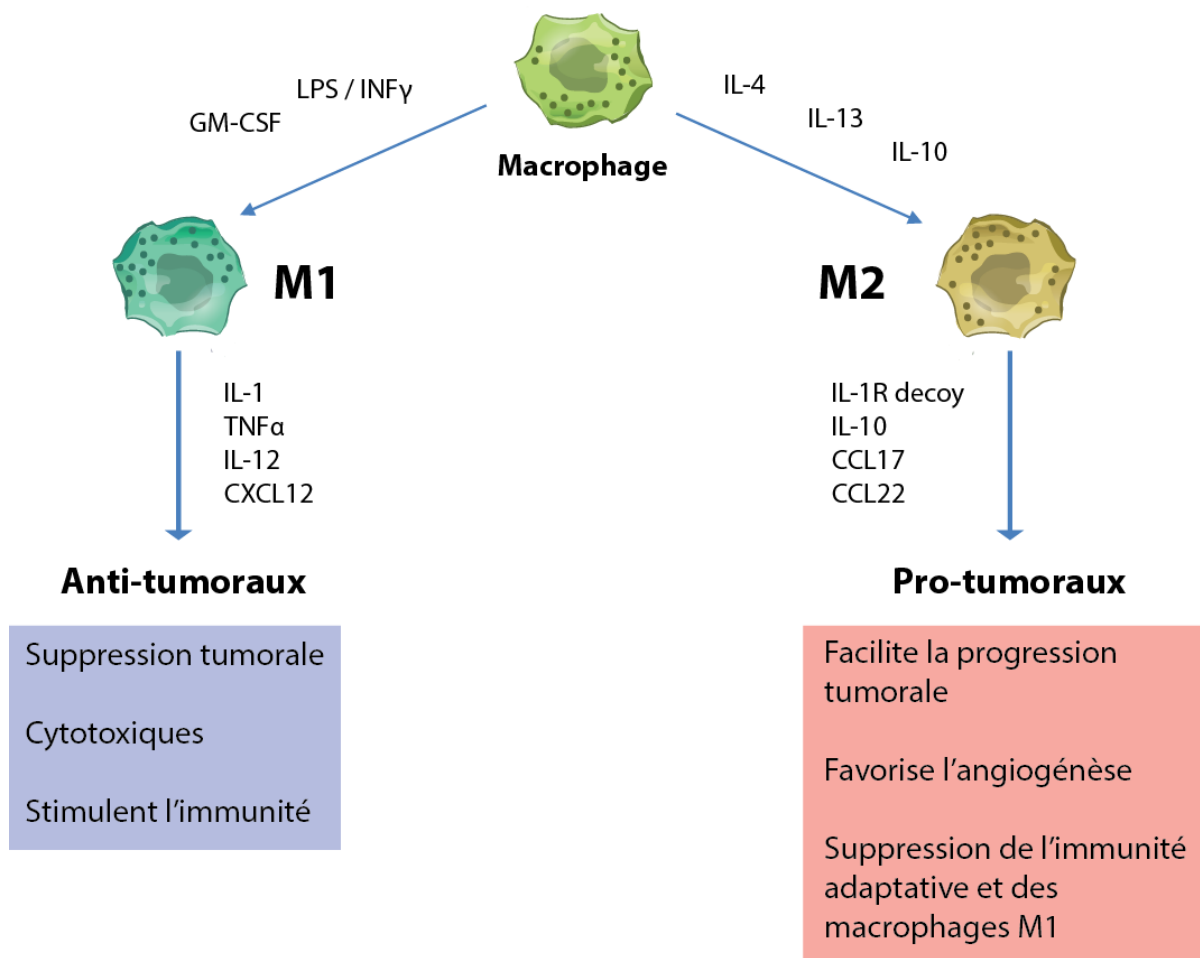 LPS / INFγ
GM-CSF
IL-4
IL-13
IL-10
Macrophage
M1
M2
IL-1
TNFα
IL-12
CXCL12
IL-1R decoy
IL-10
CCL17
CCL22
Anti-tumoraux
Suppression tumorale
Cytotoxiques
Stimulent l’immunité
Pro-tumoraux
Facilite la progression
tumorale
Favorise l’angiogénèse
Suppression de l’immunité
adaptative et des
macrophages M1